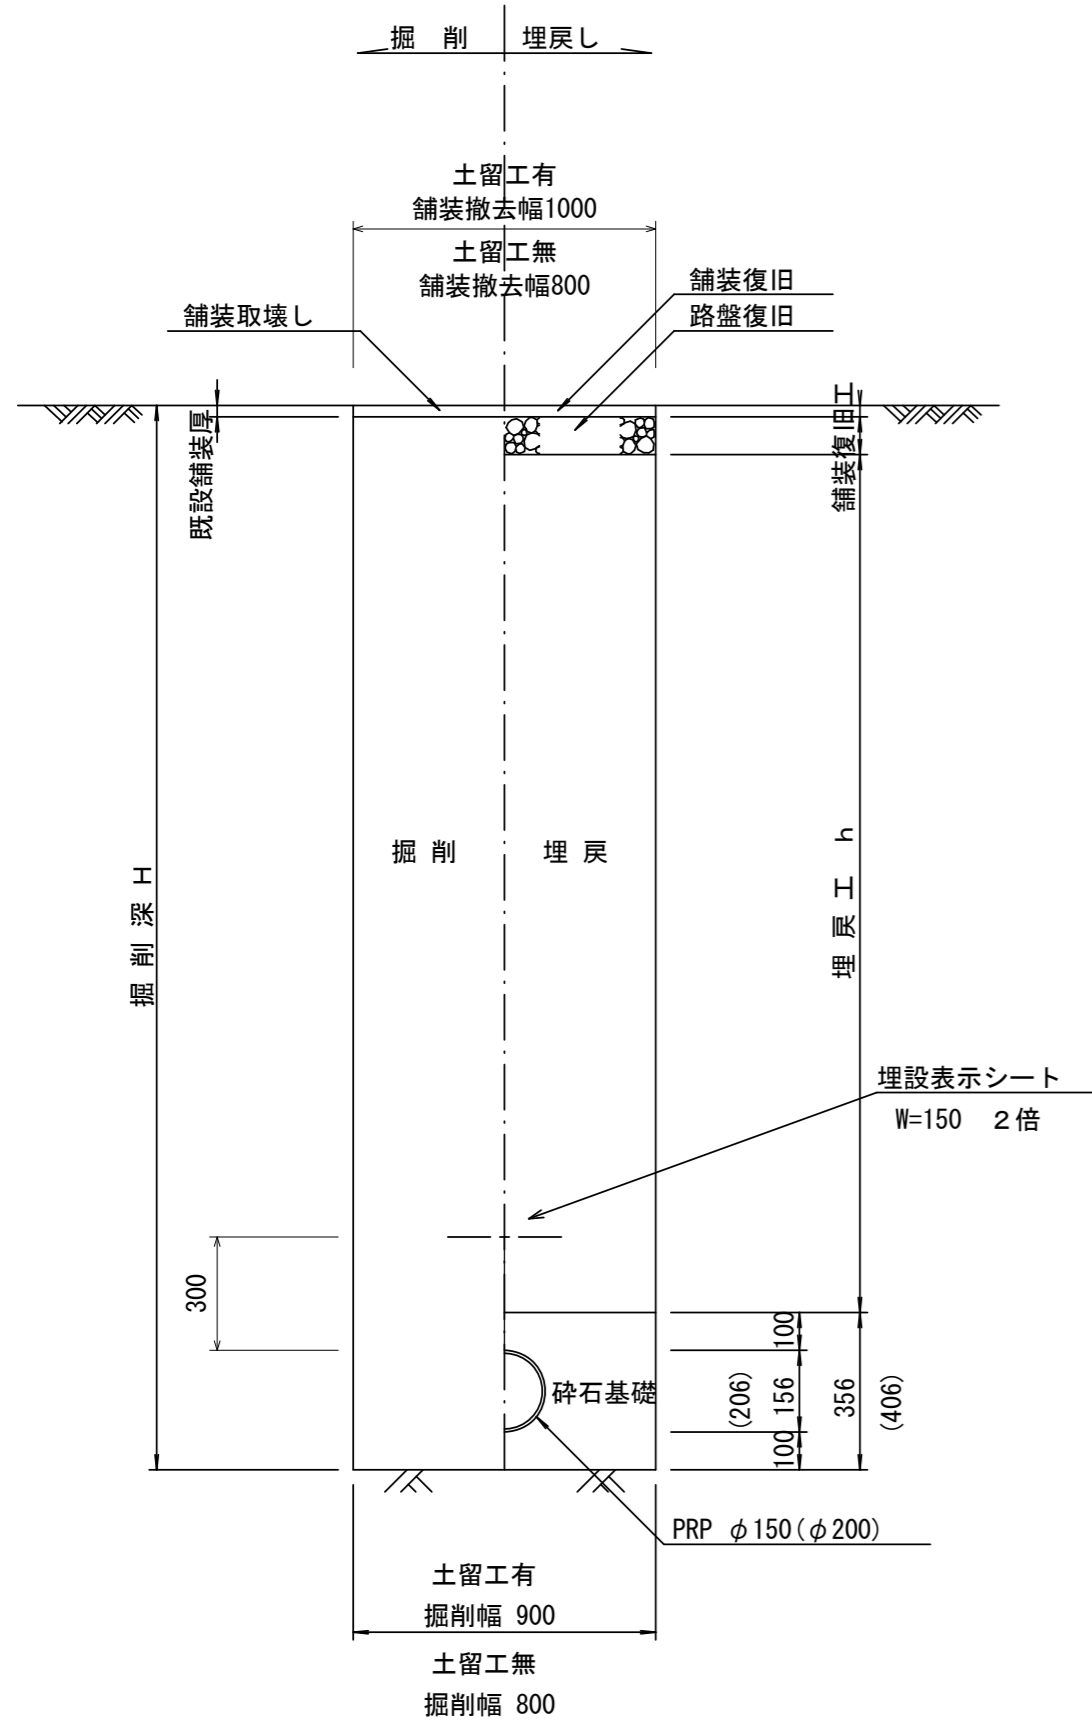 掘 削 埋戻し
土留工有
舗装撤去幅1000
土留工無
舗装撤去幅800
舗装復旧
路盤復旧
舗装取壊し
既設舗装厚
舗装復旧工
掘削深 H
掘 削
埋 戻
埋戻工 h
埋設表示シート
W=150 2倍
300
100
156
(206)
100
356
(406)
砕石基礎
PRP φ150(φ200)
土留工有
掘削幅 900
土留工無
掘削幅 800